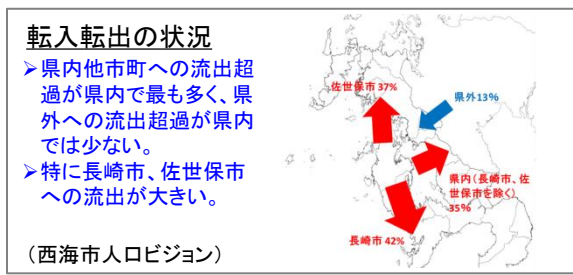 転入転出の状況
➢県内他市町への流出超
過が県内で最も多く、県
外への流出超過が県内
では少ない。
➢特に長崎市、佐世保市
への流出が大きい。
(西海市人口ビジョン)
佐世保市 37%
県外13%
県内(長崎市、佐
世保市を除く)
35%
長崎市 42%